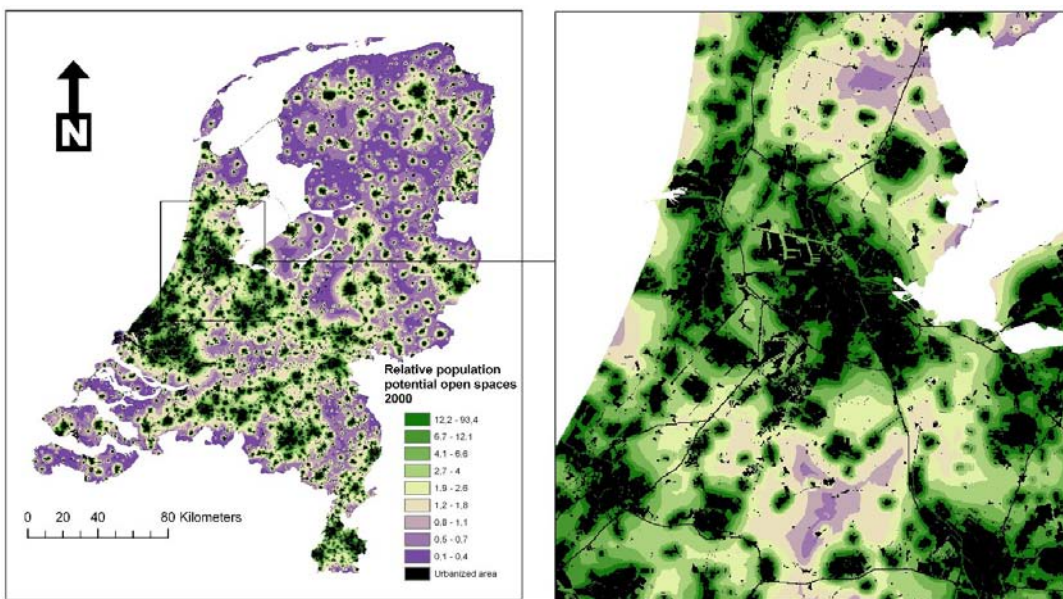 N
Relative population
potential open spaces
2000
12,2 - 93,4
6,7 - 12,1
4,1 - 6,6
2,7 - 4
1,9 - 2,6
1,2 - 1,8
0,8 - 1,1
0,5 - 0,7
0,1 - 0,4
Urbanized area
0 20 40 80 Kilometers